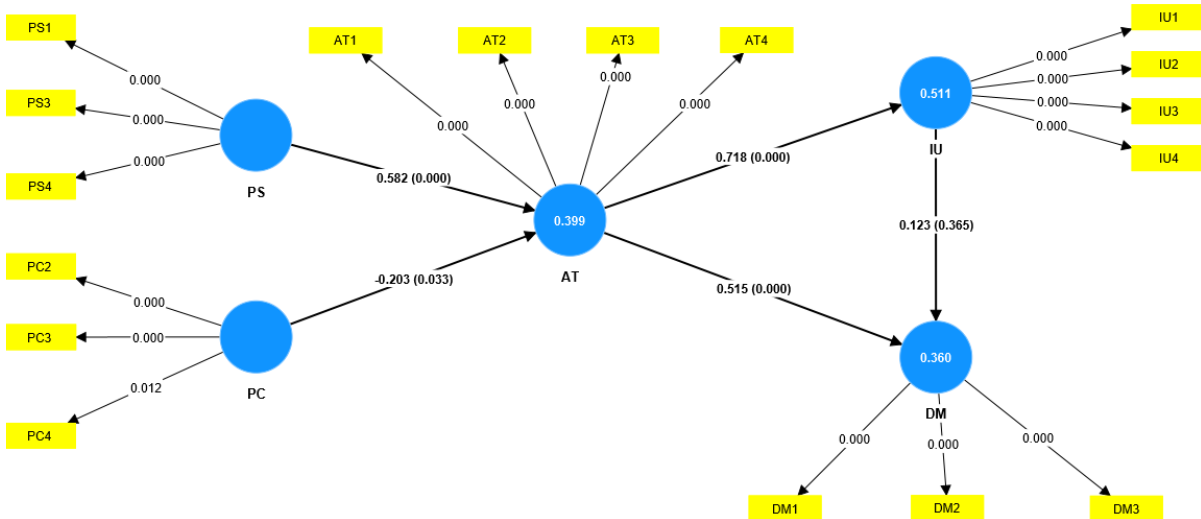 PS1
0.000
PS3
0.000
PS4
0.000
PS
AT1
AT2
AT3
AT4
0.000
0.000
0.000
0.000
0.582 (0.000)
0.399
AT
-0.203 (0.033)
PC2
0.000
PC3
0.000
PC4
0.012
PC
0.718 (0.000)
0.511
IU
IU1
0.000
IU2
0.000
IU3
0.000
IU4
0.000
0.123 (0.365)
0.515 (0.000)
0.360
DM
0.000
0.000
0.000
DM1
DM2
DM3